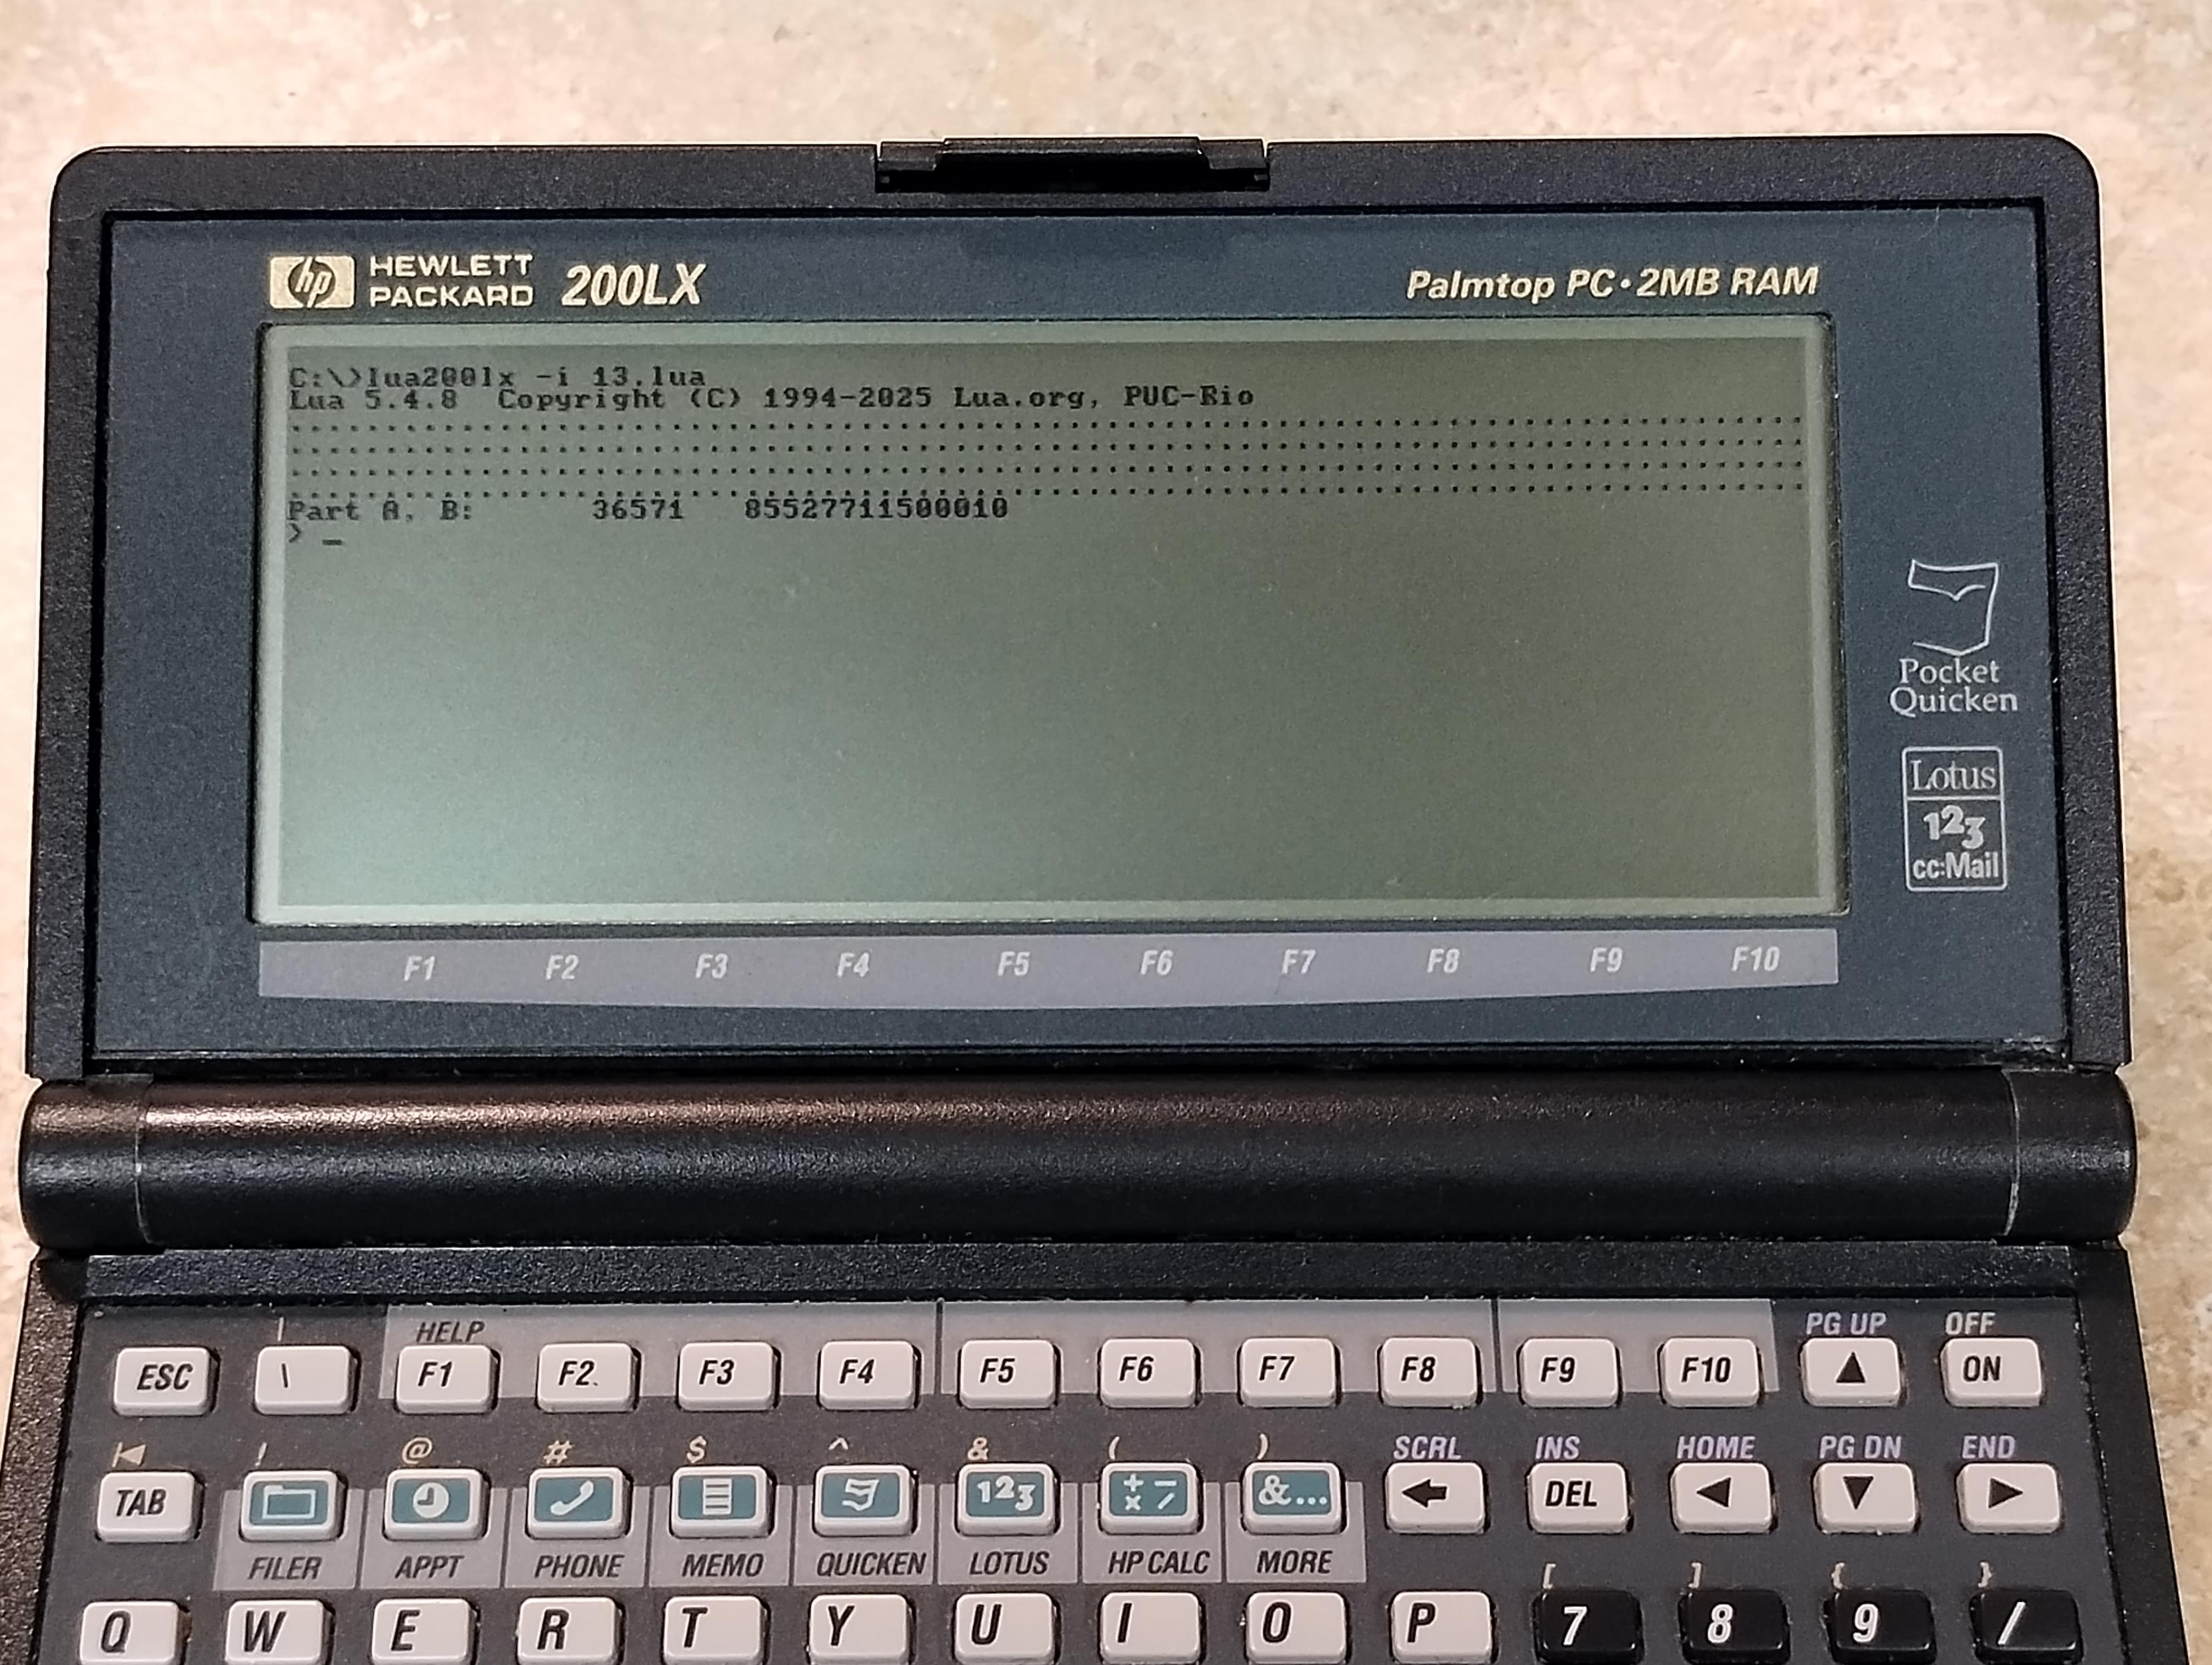 hp HEWLETT PACKARD 200LX Palmtop PC•2MB RAM
C:\>lua200lx -i 13.lua
Lua 5.4.8  Copyright (C) 1994-2025 Lua.org, PUC-Rio
Part A, B:      36571   85527711500010
> _
Pocket
Quicken
Lotus
123
cc:Mail
F1 F2 F3 F4 F5 F6 F7 F8 F9 F10
| HELP PG UP OFF
ESC \ F1 F2 F3 F4 F5 F6 F7 F8 F9 F10 ▲ ON
! @ # $ ^ & ( ) SCRL INS HOME PG DN END
TAB 123 +-×/ &... ← DEL ◀ ▼ ▶
FILER APPT PHONE MEMO QUICKEN LOTUS HP CALC MORE [ ] { }
Q W E R T Y U I O P 7 8 9 /